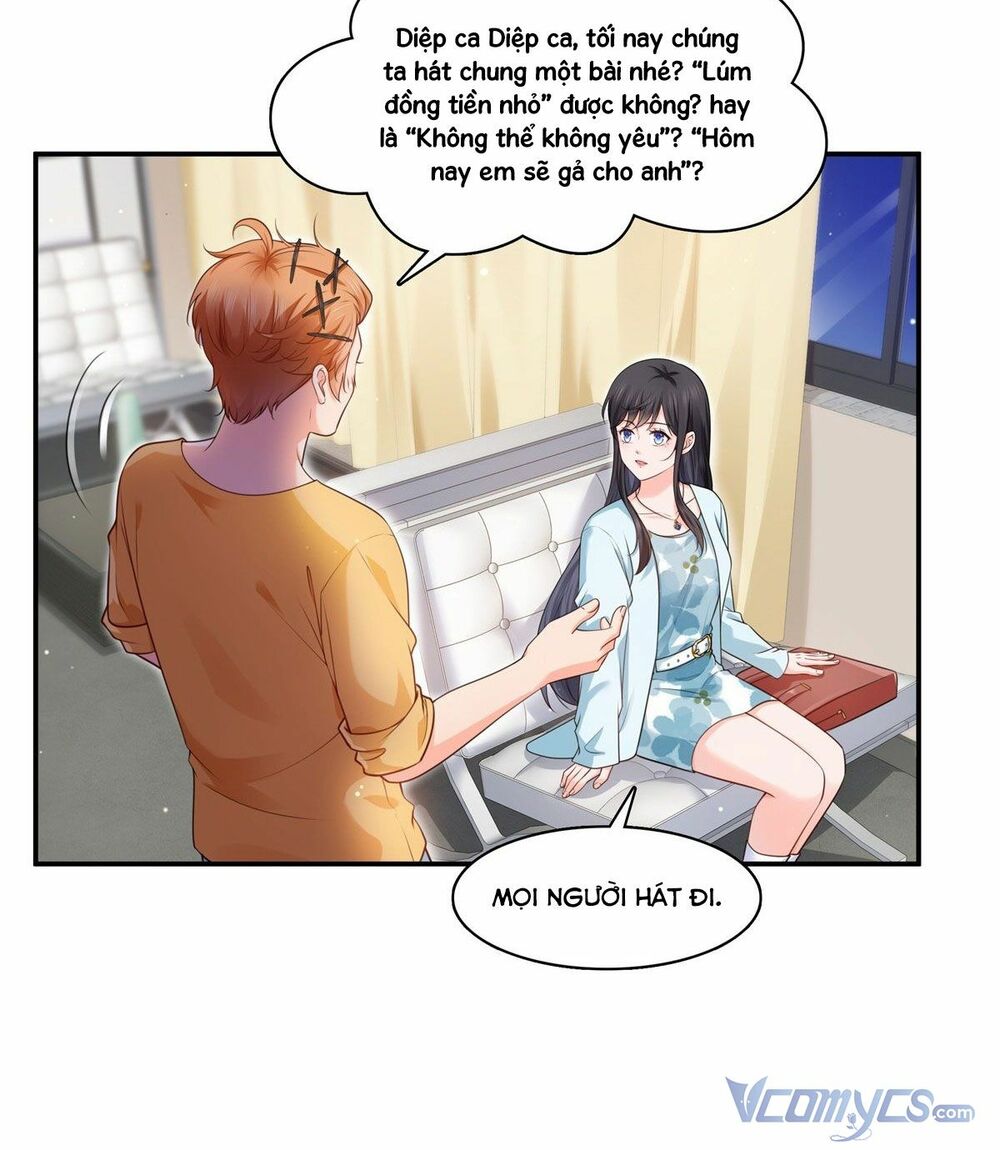 Diệp ca Diệp ca, tối nay chúng
ta hát chung một bài nhé? “Lúm
đồng tiền nhỏ” được không? hay
là “Không thể không yêu”? “Hôm
nay em sẽ gả cho anh”?
MỌI NGƯỜI HÁT ĐI.
VCOMYCS.com